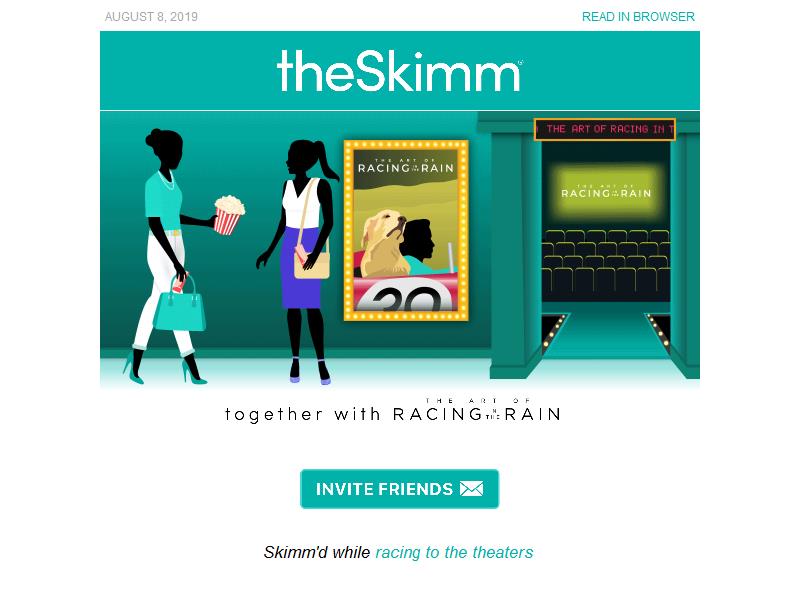 AUGUST 8, 2019
READ IN BROWSER
theSkimm®
THE ART OF RACING IN T
THE ART OF
RACING IN THE RAIN
30
THE ART OF
RACING IN THE RAIN
together with THE ART OF RACING IN THE RAIN
INVITE FRIENDS
Skimm'd while racing to the theaters